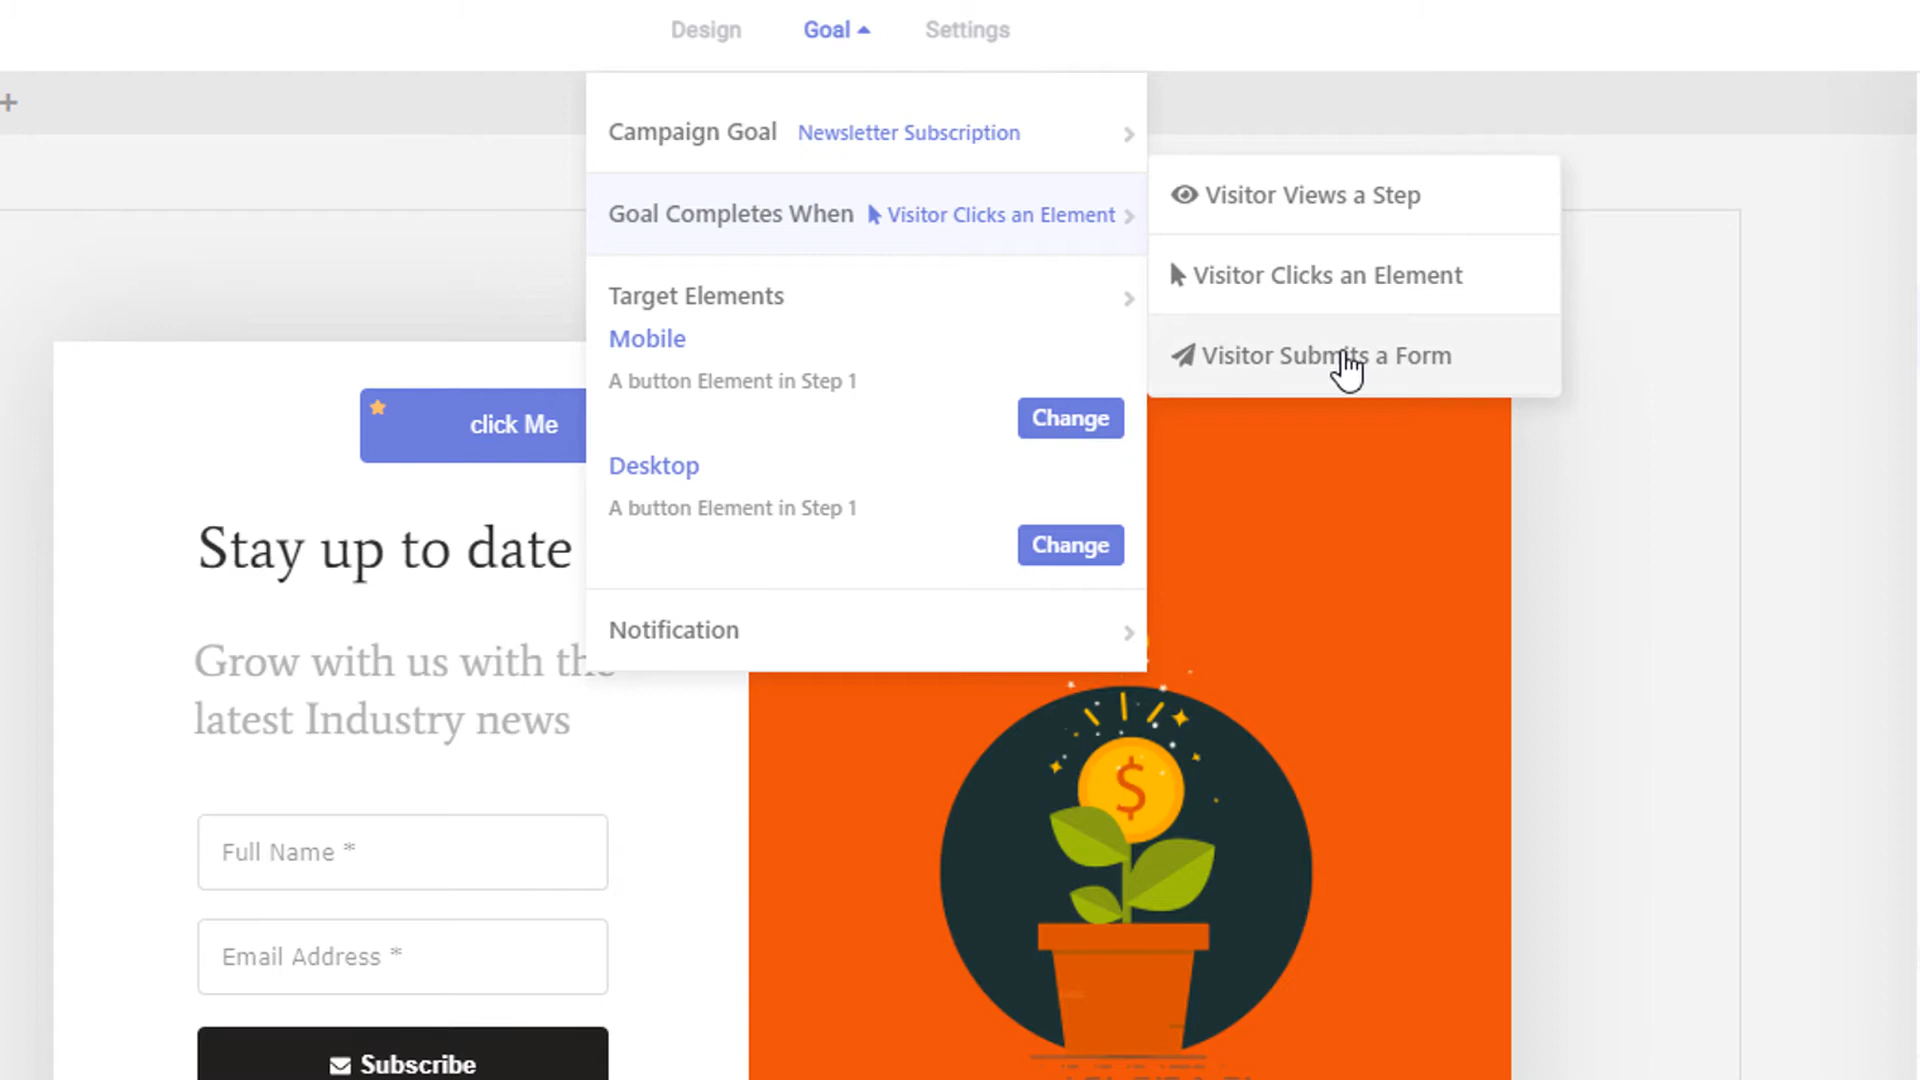 Design
Goal
Settings
Campaign Goal Newsletter Subscription
Goal Completes When Visitor Clicks an Element
Visitor Views a Step
Visitor Clicks an Element
Visitor Submits a Form
Target Elements
Mobile
A button Element in Step 1
Change
Desktop
A button Element in Step 1
Change
Notification
click Me
Stay up to date
Grow with us with the
latest Industry news
Full Name *
Email Address *
Subscribe
$